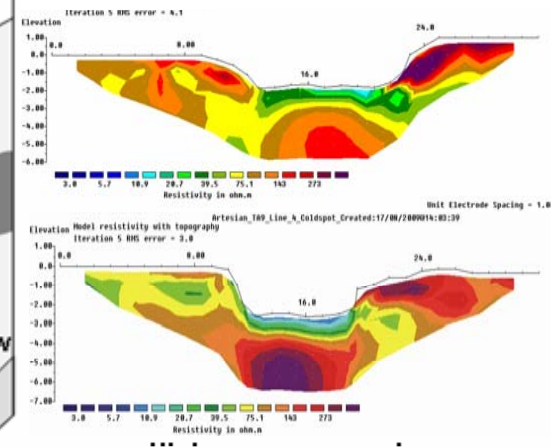 Iteration 5 RMS error = 4.1
Elevation
24.0
1.00
0.0 8.00
0.0
-1.00
16.0
-2.00
-3.00
-4.00
-5.00
-6.00
3.0 5.7 10.9 20.7 39.5 75.1 143 273
Resistivity in ohm.m
Unit Electrode Spacing = 1.0
Artesian_TA9_Line_4_Coldspot_Created:17/08/2009@14:03:39
Elevation Model resistivity with topography
Iteration 5 RMS error = 3.0
1.00
0.0 8.00 24.0
0.0
-1.00
16.0
-2.00
-3.00
-4.00
-5.00
-6.00
-7.00
3.0 5.7 10.9 20.7 39.5 75.1 143 273
Resistivity in ohm.m